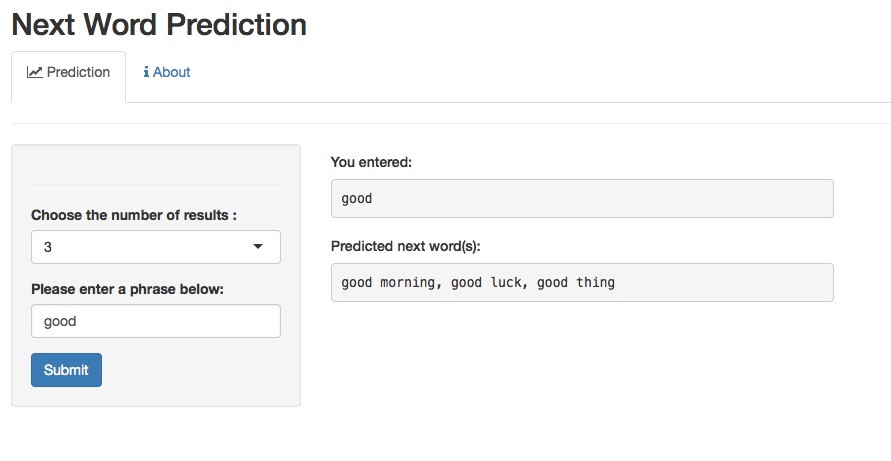 Next Word Prediction
Prediction
About
Choose the number of results :
3
Please enter a phrase below:
good
Submit
You entered:
good
Predicted next word(s):
good morning, good luck, good thing